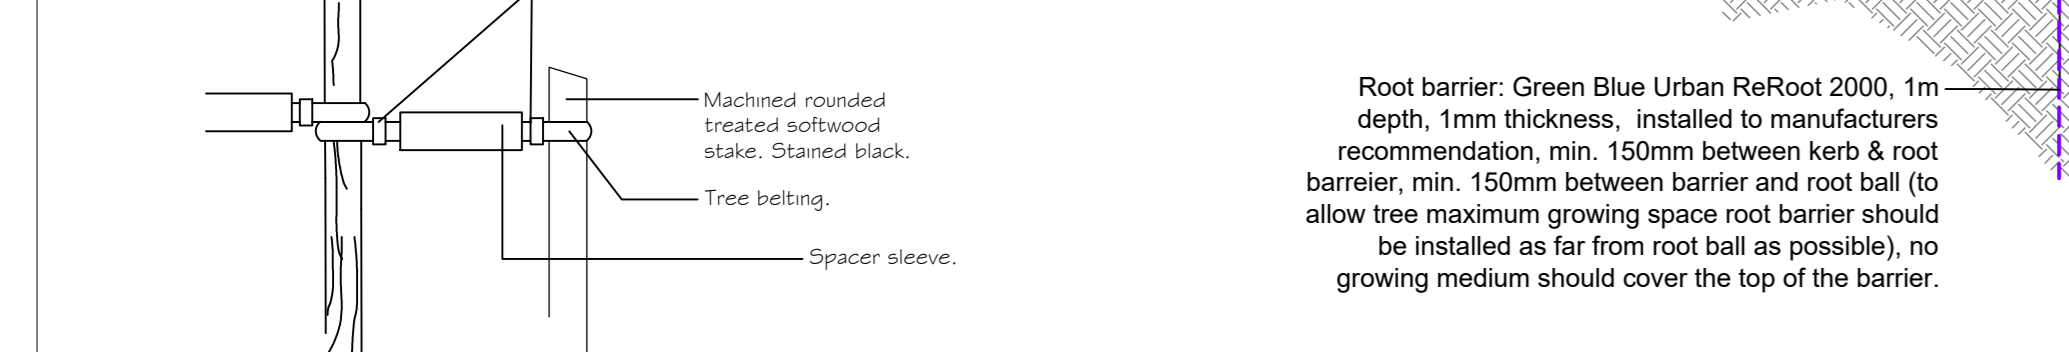 Machined rounded
treated softwood
stake. Stained black.
Tree belting.
Spacer sleeve.
Root barrier: Green Blue Urban ReRoot 2000, 1m
depth, 1mm thickness, installed to manufacturers
recommendation, min. 150mm between kerb & root
barreier, min. 150mm between barrier and root ball (to
allow tree maximum growing space root barrier should
be installed as far from root ball as possible), no
growing medium should cover the top of the barrier.